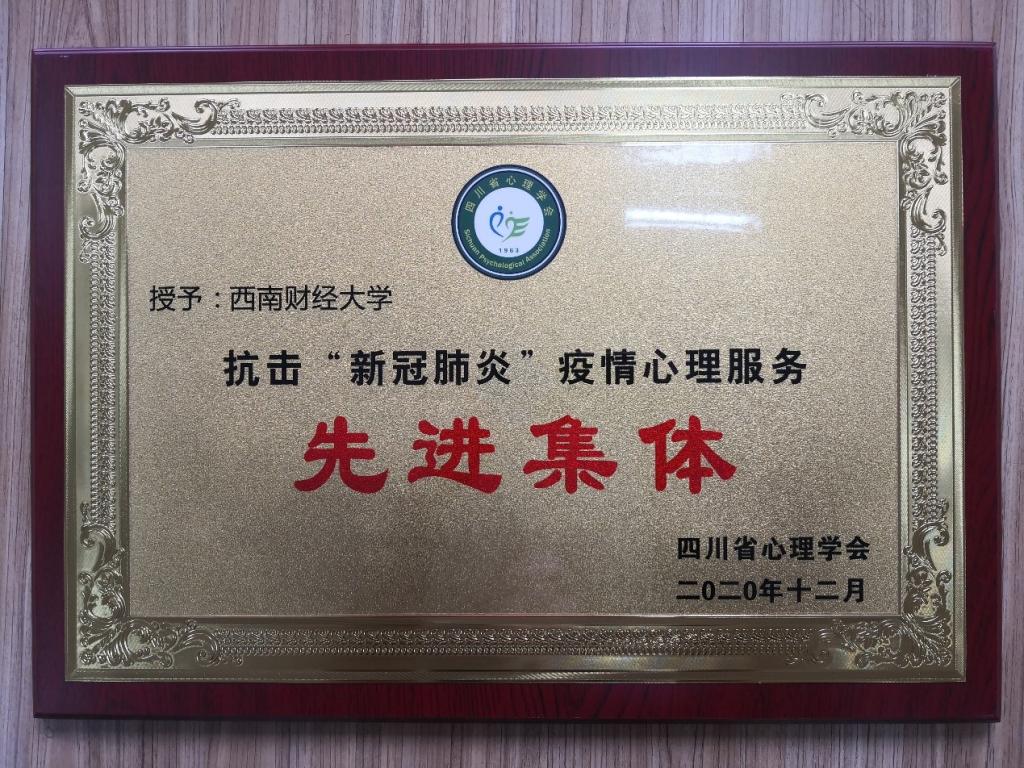 四川省心理学会
1963
Sichuan Psychological Association
授予：西南财经大学
抗击“新冠肺炎”疫情心理服务
先进集体
四川省心理学会
二0二0年十二月